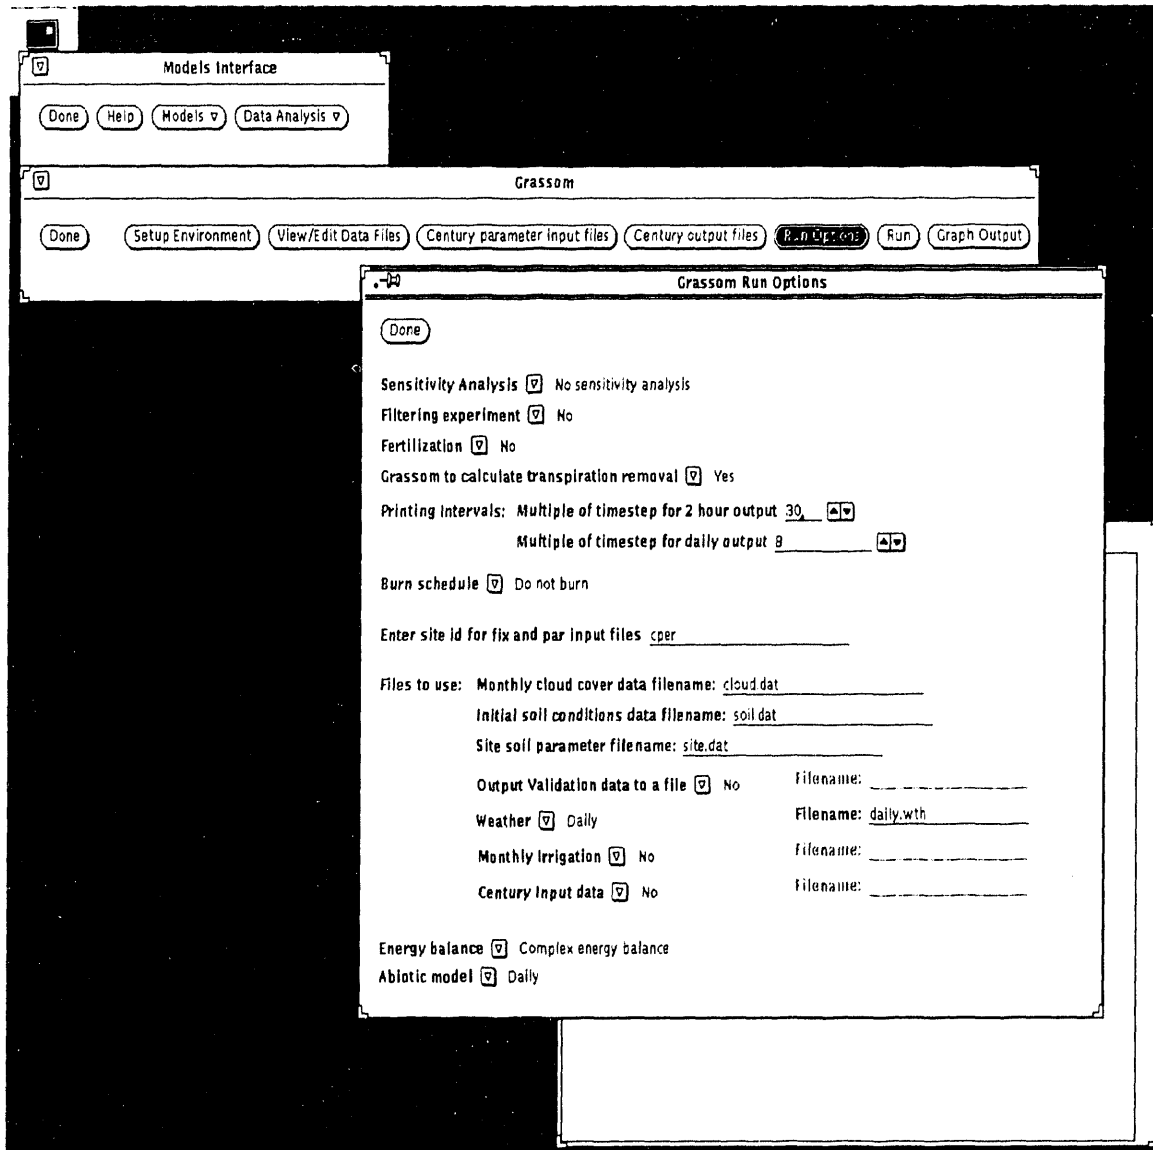 Models Interface
Done Help Models Data Analysis
Grassom
Done Setup Environment View/Edit Data Files Century parameter input files Century output files Run Options Run Graph Output
Grassom Run Options
Done
Sensitivity Analysis No sensitivity analysis
Filtering experiment No
Fertilization No
Grassom to calculate transpiration removal Yes
Printing Intervals: Multiple of timestep for 2 hour output 30
Multiple of timestep for daily output 8
Burn schedule Do not burn
Enter site id for fix and par input files cper
Files to use: Monthly cloud cover data filename: cloud.dat
Initial soil conditions data filename: soil.dat
Site soil parameter filename: site.dat
Output Validation data to a file No Filename:
Weather Daily Filename: daily.wth
Monthly Irrigation No Filename:
Century Input data No Filename:
Energy balance Complex energy balance
Abiotic model Daily